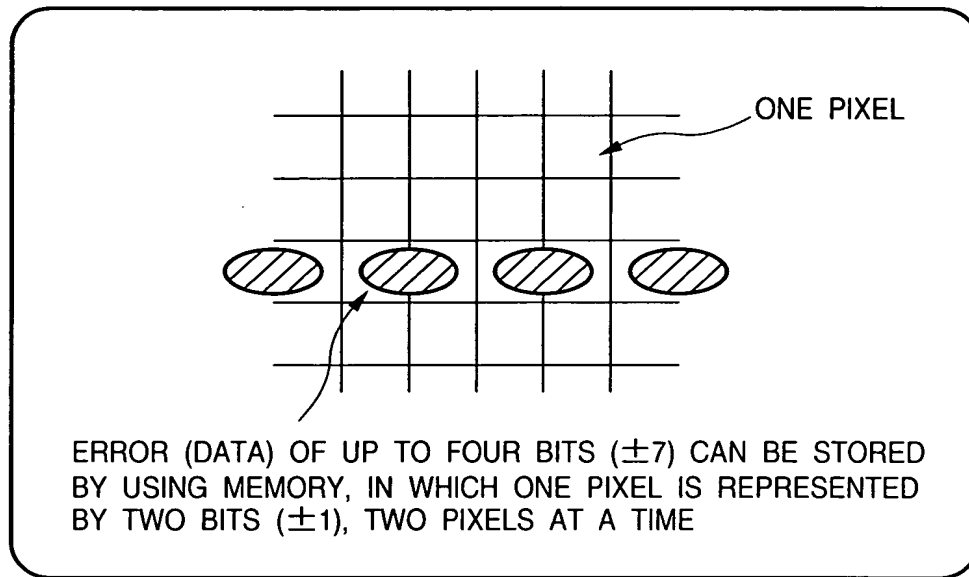 ONE PIXEL
ERROR (DATA) OF UP TO FOUR BITS (±7) CAN BE STORED
BY USING MEMORY, IN WHICH ONE PIXEL IS REPRESENTED
BY TWO BITS (±1), TWO PIXELS AT A TIME